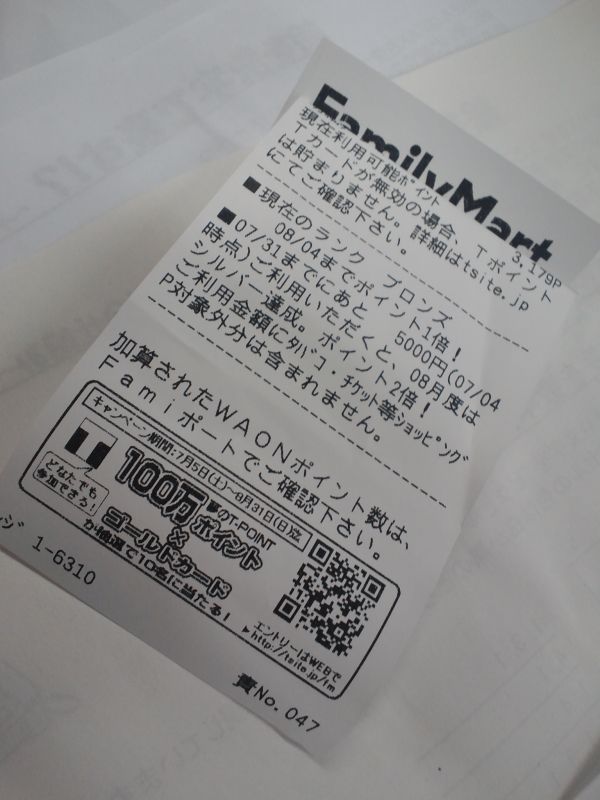 FamilyMart
現在利用可能ﾎﾟｲﾝﾄ 3,179P
Tカードが無効の場合、Tポイント
は貯まりません。詳細はtsite.jp
にてご確認下さい。
■現在のランク ブロンズ
08/04までポイント1倍！
■07/31までにあと 5000円(07/04
時点)ご利用いただくと、08月度は
シルバー達成。ポイント2倍！
ご利用金額にﾀﾊﾞｺ・ﾁｹｯﾄ等ｼｮｯﾋﾟﾝｸﾞ
P対象外分は含まれません。
加算されたWAONポイント数は、
Famiポートでご確認下さい。
キャンペーン期間:7月5日(土)~8月31日(日)迄
どなたでも
参加できる！
夢のT-POINT
100万ポイント
×
ゴールドカード
が抽選で10名に当たる！
エントリーはWEBで
▶http://tsite.jp/fm
ｼﾞ 1-6310
責No.047